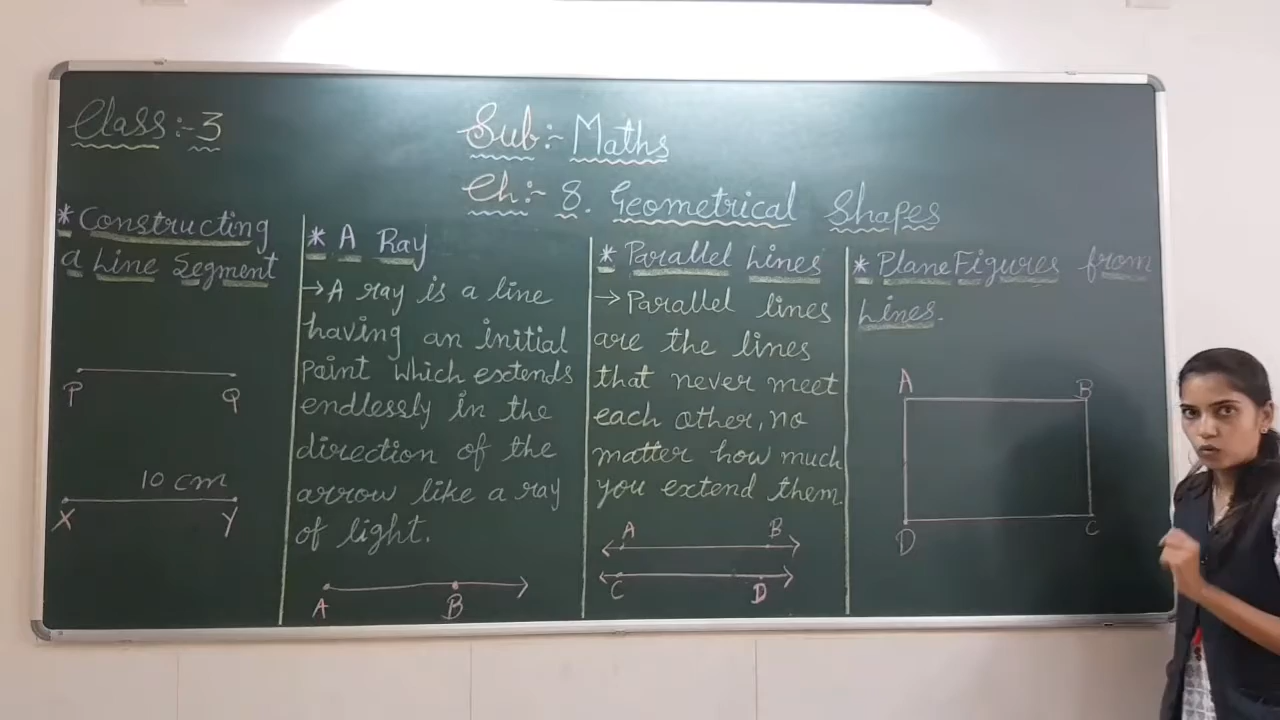 Class:- 3
Sub:- Maths
Ch:- 8. Geometrical Shapes
* Constructing
a Line Segment
P Q
10 cm
X Y
* A Ray
→ A ray is a line
having an initial
point which extends
endlessly in the
direction of the
arrow like a ray
of light.
A B
* Parallel Lines
→ Parallel lines
are the lines
that never meet
each other, no
matter how much
you extend them.
A B
C D
* Plane Figures from
Lines.
A B
D C